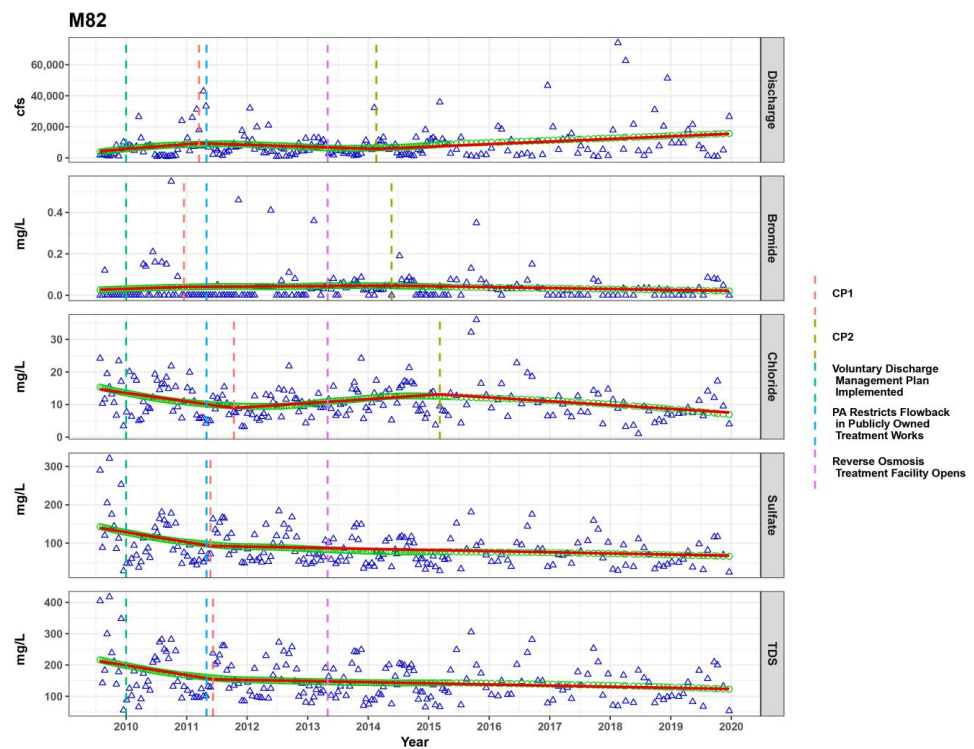 M82
cfs
60,000
40,000
20,000
0
Discharge
mg/L
0.4
0.2
0.0
Bromide
mg/L
30
20
10
0
Chloride
mg/L
300
200
100
Sulfate
mg/L
400
300
200
100
TDS
2010 2011 2012 2013 2014 2015 2016 2017 2018 2019 2020
Year
CP1
CP2
Voluntary Discharge
Management Plan
Implemented
PA Restricts Flowback
in Publicly Owned
Treatment Works
Reverse Osmosis
Treatment Facility Opens